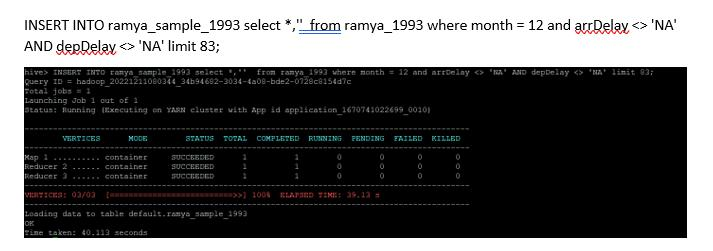 INSERT INTO ramya_sample_1993 select *,'' from ramya_1993 where month = 12 and arrDelay <> 'NA'
AND depDelay <> 'NA' limit 83;
hive> INSERT INTO ramya_sample_1993 select *,'' from ramya_1993 where month = 12 and arrDelay <> 'NA' AND depDelay <> 'NA' limit 83;
Query ID = hadoop_20221211080344_34b94682-3034-4a08-bde2-0728c8154d7c
Total jobs = 1
Launching Job 1 out of 1
Status: Running (Executing on YARN cluster with App id application_1670741022699_0010)
VERTICES MODE STATUS TOTAL COMPLETED RUNNING PENDING FAILED KILLED
Map 1 .......... container SUCCEEDED 1 1 0 0 0 0
Reducer 2 ...... container SUCCEEDED 1 1 0 0 0 0
Reducer 3 ...... container SUCCEEDED 1 1 0 0 0 0
VERTICES: 03/03 [==========================>>] 100% ELAPSED TIME: 39.13 s
Loading data to table default.ramya_sample_1993
OK
Time taken: 40.113 seconds